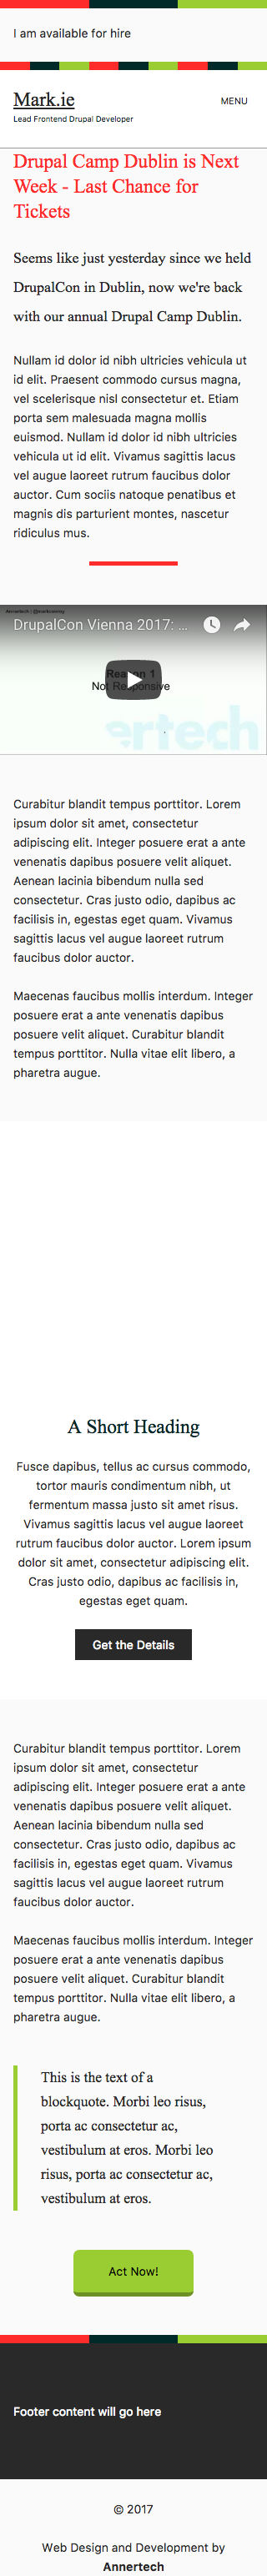 I am available for hire
Mark.ie
MENU
Lead Frontend Drupal Developer
Drupal Camp Dublin is Next
Week - Last Chance for
Tickets
Seems like just yesterday since we held
DrupalCon in Dublin, now we're back
with our annual Drupal Camp Dublin.
Nullam id dolor id nibh ultricies vehicula ut
id elit. Praesent commodo cursus magna,
vel scelerisque nisl consectetur et. Etiam
porta sem malesuada magna mollis
euismod. Nullam id dolor id nibh ultricies
vehicula ut id elit. Vivamus sagittis lacus
vel augue laoreet rutrum faucibus dolor
auctor. Cum sociis natoque penatibus et
magnis dis parturient montes, nascetur
ridiculus mus.
DrupalCon Vienna 2017: ...
Reason 1
Not Responsive
ertech
Curabitur blandit tempus porttitor. Lorem
ipsum dolor sit amet, consectetur
adipiscing elit. Integer posuere erat a ante
venenatis dapibus posuere velit aliquet.
Aenean lacinia bibendum nulla sed
consectetur. Cras justo odio, dapibus ac
facilisis in, egestas eget quam. Vivamus
sagittis lacus vel augue laoreet rutrum
faucibus dolor auctor.
Maecenas faucibus mollis interdum. Integer
posuere erat a ante venenatis dapibus
posuere velit aliquet. Curabitur blandit
tempus porttitor. Nulla vitae elit libero, a
pharetra augue.
A Short Heading
Fusce dapibus, tellus ac cursus commodo,
tortor mauris condimentum nibh, ut
fermentum massa justo sit amet risus.
Vivamus sagittis lacus vel augue laoreet
rutrum faucibus dolor auctor. Lorem ipsum
dolor sit amet, consectetur adipiscing elit.
Cras justo odio, dapibus ac facilisis in,
egestas eget quam.
Get the Details
Curabitur blandit tempus porttitor. Lorem
ipsum dolor sit amet, consectetur
adipiscing elit. Integer posuere erat a ante
venenatis dapibus posuere velit aliquet.
Aenean lacinia bibendum nulla sed
consectetur. Cras justo odio, dapibus ac
facilisis in, egestas eget quam. Vivamus
sagittis lacus vel augue laoreet rutrum
faucibus dolor auctor.
Maecenas faucibus mollis interdum. Integer
posuere erat a ante venenatis dapibus
posuere velit aliquet. Curabitur blandit
tempus porttitor. Nulla vitae elit libero, a
pharetra augue.
This is the text of a
blockquote. Morbi leo risus,
porta ac consectetur ac,
vestibulum at eros. Morbi leo
risus, porta ac consectetur ac,
vestibulum at eros.
Act Now!
Footer content will go here
© 2017
Web Design and Development by
Annertech